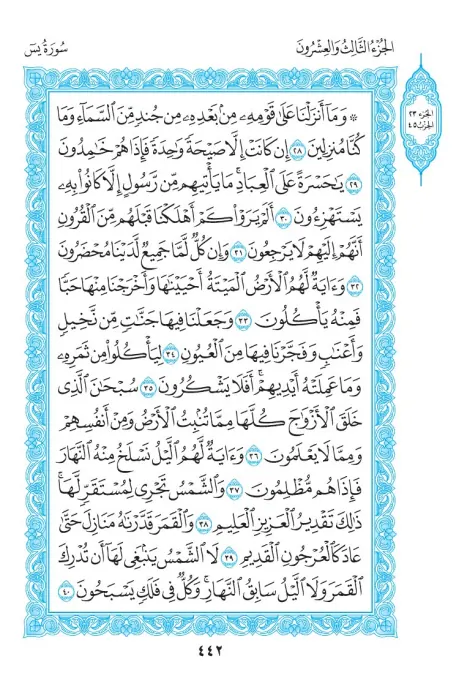 الجُزْءُ الثَّالِثُ وَالعِشْرُونَ
سُورَةُ يسٓ
الجزء ٢٣
الحزب ٤٥
* وَمَآ أَنزَلْنَا عَلَىٰ قَوْمِهِۦ مِنۢ بَعْدِهِۦ مِن جُندٍ مِّنَ ٱلسَّمَآءِ وَمَا
كُنَّا مُنزِلِينَ ٢٨ إِن كَانَتْ إِلَّا صَيْحَةً وَٰحِدَةً فَإِذَا هُمْ خَٰمِدُونَ
٢٩ يَٰحَسْرَةً عَلَى ٱلْعِبَادِ مَا يَأْتِيهِم مِّن رَّسُولٍ إِلَّا كَانُوا۟ بِهِۦ
يَسْتَهْزِءُونَ ٣٠ أَلَمْ يَرَوْا۟ كَمْ أَهْلَكْنَا قَبْلَهُم مِّنَ ٱلْقُرُونِ
أَنَّهُمْ إِلَيْهِمْ لَا يَرْجِعُونَ ٣١ وَإِن كُلٌّ لَّمَّا جَمِيعٌ لَّدَيْنَا مُحْضَرُونَ
٣٢ وَءَايَةٌ لَّهُمُ ٱلْأَرْضُ ٱلْمَيْتَةُ أَحْيَيْنَٰهَا وَأَخْرَجْنَا مِنْهَا حَبًّا
فَمِنْهُ يَأْكُلُونَ ٣٣ وَجَعَلْنَا فِيهَا جَنَّٰتٍ مِّن نَّخِيلٍ
وَأَعْنَٰبٍ وَفَجَّرْنَا فِيهَا مِنَ ٱلْعُيُونِ ٣٤ لِيَأْكُلُوا۟ مِن ثَمَرِهِۦ
وَمَا عَمِلَتْهُ أَيْدِيهِمْ ۖ أَفَلَا يَشْكُرُونَ ٣٥ سُبْحَٰنَ ٱلَّذِى
خَلَقَ ٱلْأَزْوَٰجَ كُلَّهَا مِمَّا تُنۢبِتُ ٱلْأَرْضُ وَمِنْ أَنفُسِهِمْ
وَمِمَّا لَا يَعْلَمُونَ ٣٦ وَءَايَةٌ لَّهُمُ ٱلَّيْلُ نَسْلَخُ مِنْهُ ٱلنَّهَارَ
فَإِذَا هُم مُّظْلِمُونَ ٣٧ وَٱلشَّمْسُ تَجْرِى لِمُسْتَقَرٍّ لَّهَا ۚ
ذَٰلِكَ تَقْدِيرُ ٱلْعَزِيزِ ٱلْعَلِيمِ ٣٨ وَٱلْقَمَرَ قَدَّرْنَٰهُ مَنَازِلَ حَتَّىٰ
عَادَ كَٱلْعُرْجُونِ ٱلْقَدِيمِ ٣٩ لَا ٱلشَّمْسُ يَنۢبَغِى لَهَآ أَن تُدْرِكَ
ٱلْقَمَرَ وَلَا ٱلَّيْلُ سَابِقُ ٱلنَّهَارِ ۚ وَكُلٌّ فِى فَلَكٍ يَسْبَحُونَ ٤٠
٤٤٢